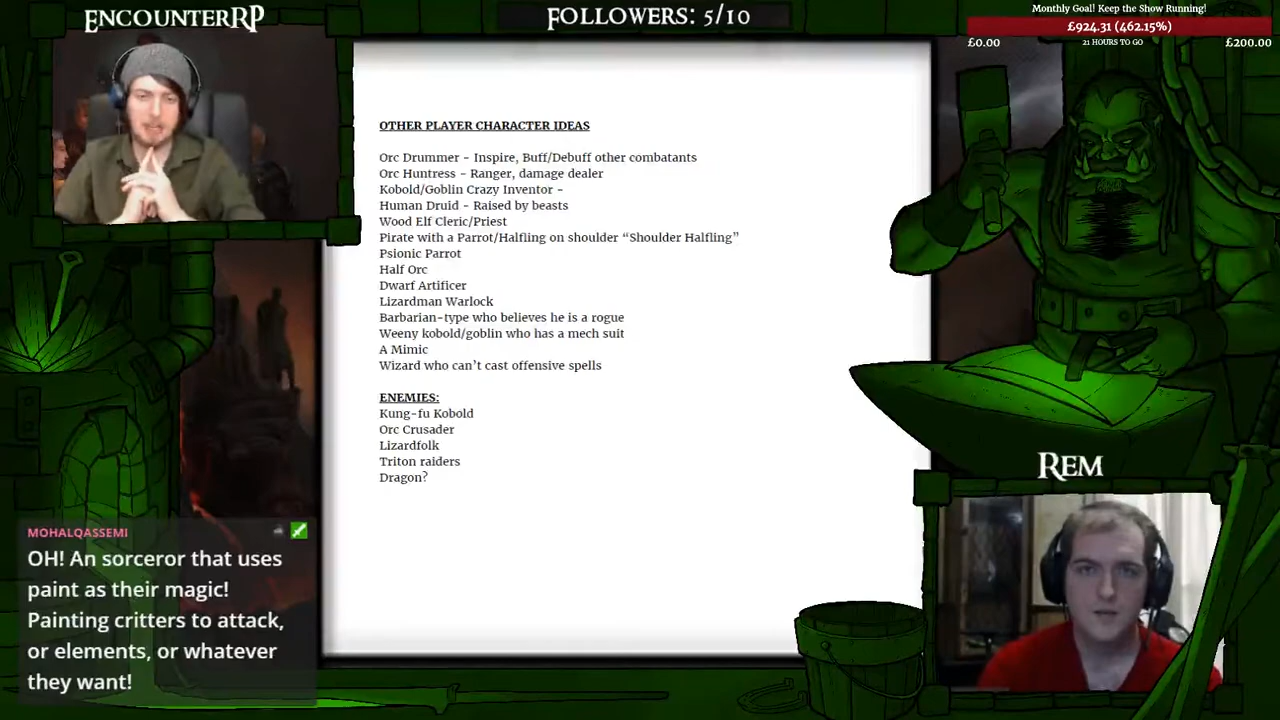 ENCOUNTERRP
FOLLOWERS: 5/10
Monthly Goal! Keep the Show Running!
£924.31 (462.15%)
£0.00
21 HOURS TO GO
£200.00
OTHER PLAYER CHARACTER IDEAS
Orc Drummer - Inspire, Buff/Debuff other combatants
Orc Huntress - Ranger, damage dealer
Kobold/Goblin Crazy Inventor -
Human Druid - Raised by beasts
Wood Elf Cleric/Priest
Pirate with a Parrot/Halfling on shoulder “Shoulder Halfling”
Psionic Parrot
Half Orc
Dwarf Artificer
Lizardman Warlock
Barbarian-type who believes he is a rogue
Weeny kobold/goblin who has a mech suit
A Mimic
Wizard who can’t cast offensive spells
ENEMIES:
Kung-fu Kobold
Orc Crusader
Lizardfolk
Triton raiders
Dragon?
REM
MOHALQASSEMI
OH! An sorceror that uses
paint as their magic!
Painting critters to attack,
or elements, or whatever
they want!